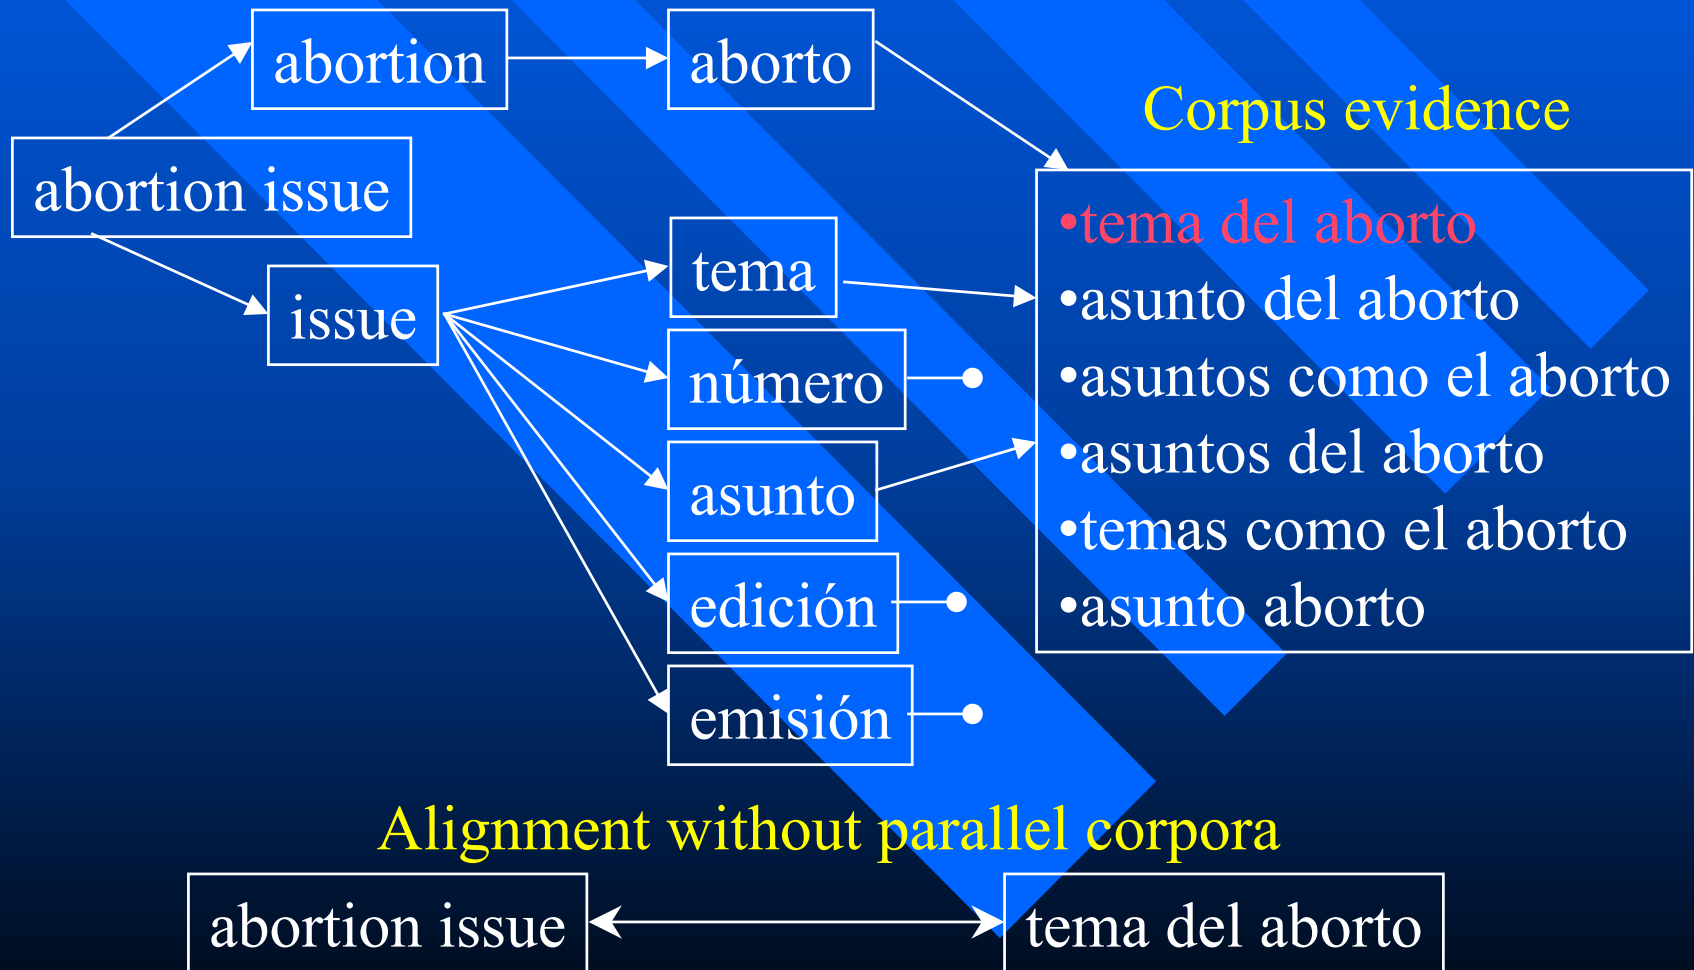 abortion
aborto
Corpus evidence
abortion issue
issue
tema
número
asunto
edición
emisión
•tema del aborto
•asunto del aborto
•asuntos como el aborto
•asuntos del aborto
•temas como el aborto
•asunto aborto
Alignment without parallel corpora
abortion issue
tema del aborto